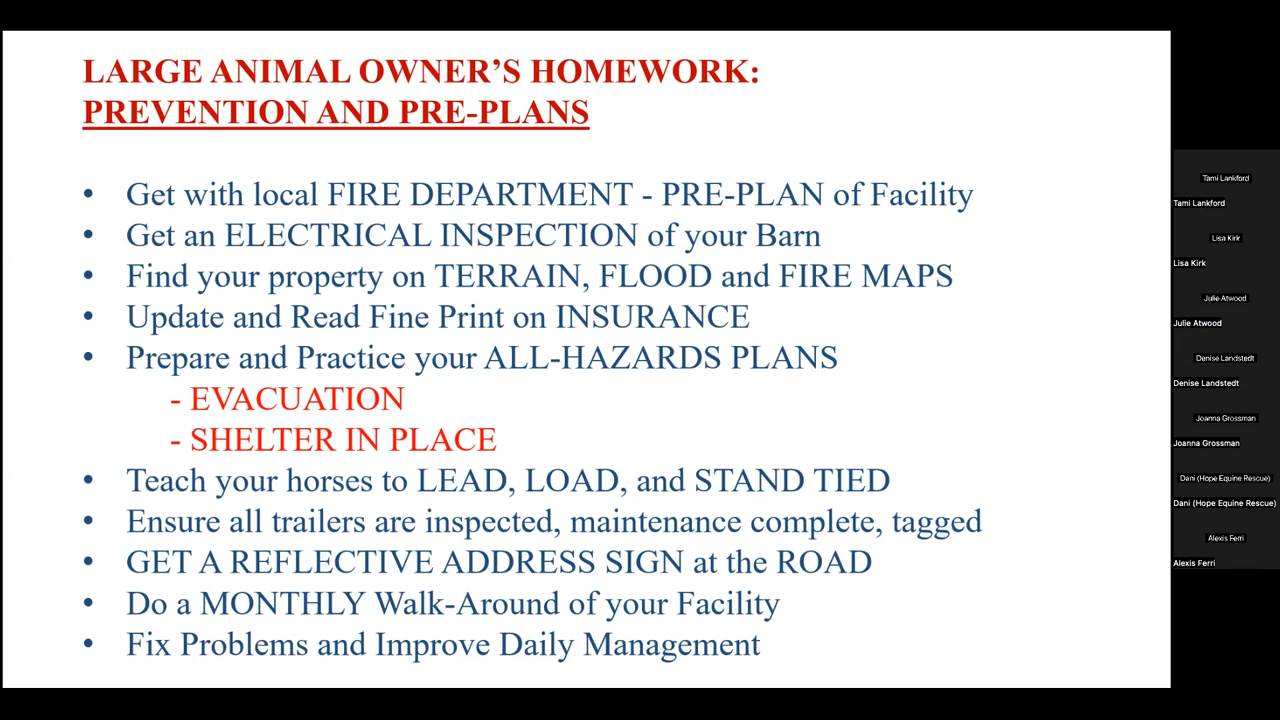 LARGE ANIMAL OWNER'S HOMEWORK:
PREVENTION AND PRE-PLANS
• Get with local FIRE DEPARTMENT - PRE-PLAN of Facility
• Get an ELECTRICAL INSPECTION of your Barn
• Find your property on TERRAIN, FLOOD and FIRE MAPS
• Update and Read Fine Print on INSURANCE
• Prepare and Practice your ALL-HAZARDS PLANS
- EVACUATION
- SHELTER IN PLACE
• Teach your horses to LEAD, LOAD, and STAND TIED
• Ensure all trailers are inspected, maintenance complete, tagged
• GET A REFLECTIVE ADDRESS SIGN at the ROAD
• Do a MONTHLY Walk-Around of your Facility
• Fix Problems and Improve Daily Management
Tami Lankford
Tami Lankford
Lisa Kirk
Lisa Kirk
Julie Atwood
Julie Atwood
Denise Landstedt
Denise Landstedt
Joanna Grossman
Joanna Grossman
Dani (Hope Equine Rescue)
Dani (Hope Equine Rescue)
Alexis Ferri
Alexis Ferri